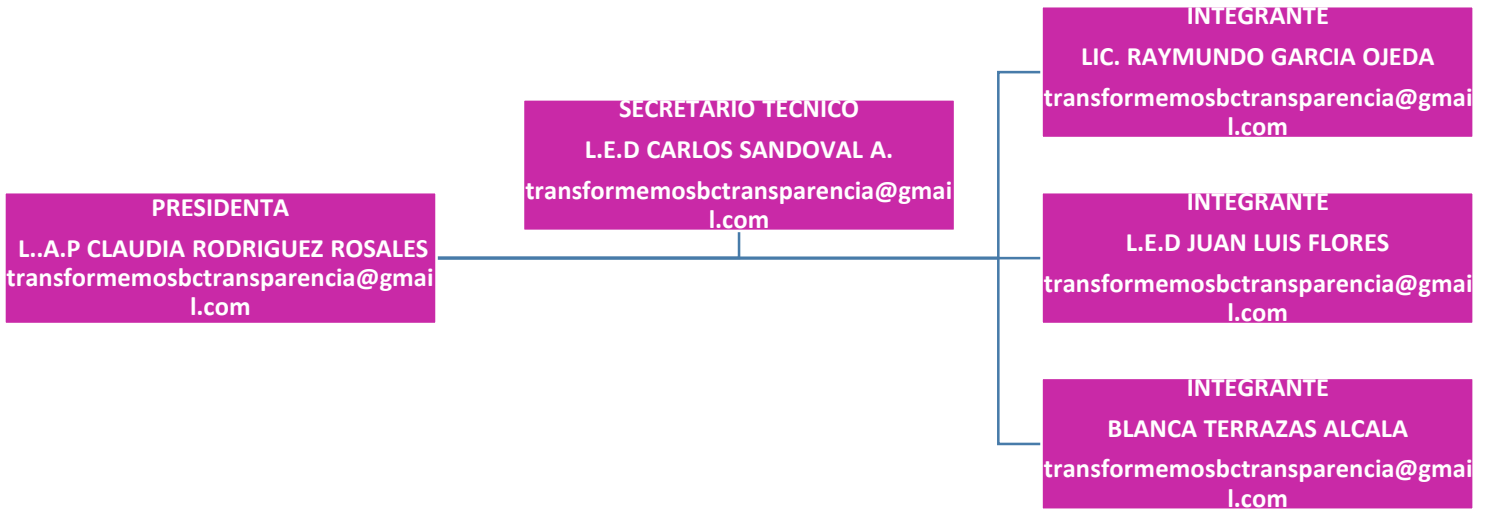 PRESIDENTA
L..A.P CLAUDIA RODRIGUEZ ROSALES
transformemosbctransparencia@gmai
l.com
SECRETARIO TECNICO
L.E.D CARLOS SANDOVAL A.
transformemosbctransparencia@gmai
l.com
INTEGRANTE
LIC. RAYMUNDO GARCIA OJEDA
transformemosbctransparencia@gmai
l.com
INTEGRANTE
L.E.D JUAN LUIS FLORES
transformemosbctransparencia@gmai
l.com
INTEGRANTE
BLANCA TERRAZAS ALCALA
transformemosbctransparencia@gmai
l.com